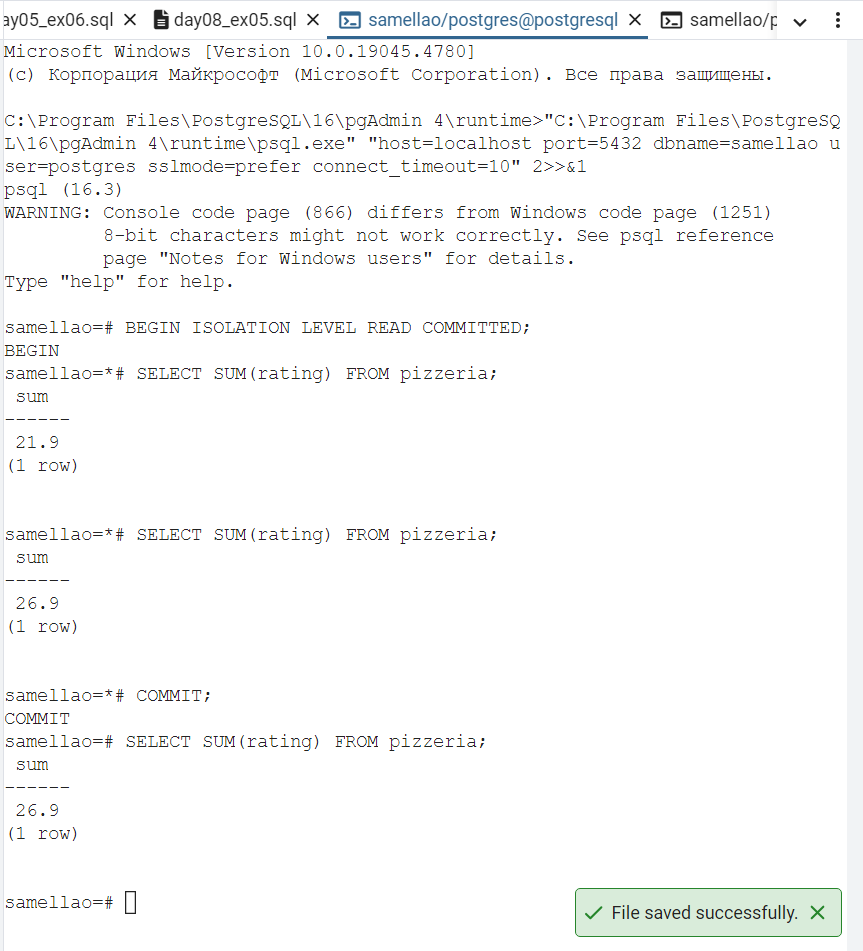 ay05_ex06.sql × day08_ex05.sql × samellao/postgres@postgresql × samellao/p
Microsoft Windows [Version 10.0.19045.4780]
(c) Корпорация Майкрософт (Microsoft Corporation). Все права защищены.
C:\Program Files\PostgreSQL\16\pgAdmin 4\runtime>"C:\Program Files\PostgreSQ
L\16\pgAdmin 4\runtime\psql.exe" "host=localhost port=5432 dbname=samellao u
ser=postgres sslmode=prefer connect_timeout=10" 2>>&1
psql (16.3)
WARNING: Console code page (866) differs from Windows code page (1251)
         8-bit characters might not work correctly. See psql reference
         page "Notes for Windows users" for details.
Type "help" for help.
samellao=# BEGIN ISOLATION LEVEL READ COMMITTED;
BEGIN
samellao=*# SELECT SUM(rating) FROM pizzeria;
 sum
------
 21.9
(1 row)
samellao=*# SELECT SUM(rating) FROM pizzeria;
 sum
------
 26.9
(1 row)
samellao=*# COMMIT;
COMMIT
samellao=# SELECT SUM(rating) FROM pizzeria;
 sum
------
 26.9
(1 row)
samellao=#
File saved successfully. ×